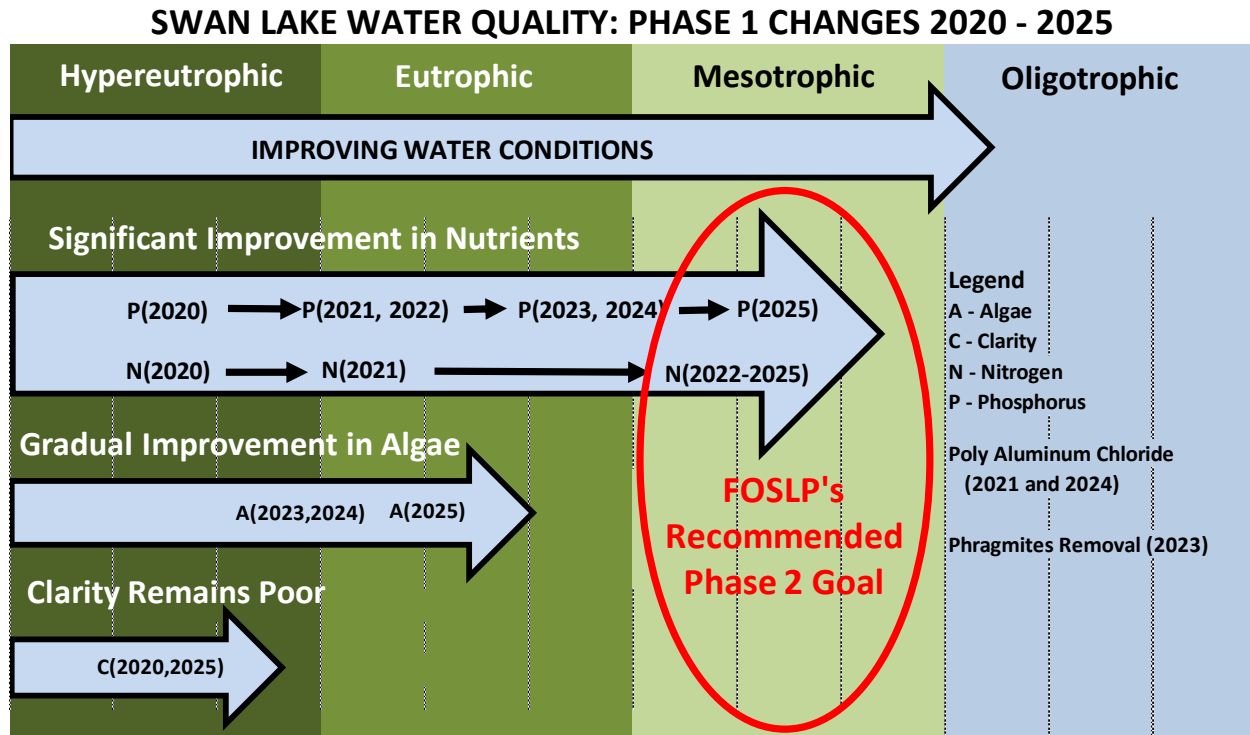 SWAN LAKE WATER QUALITY: PHASE 1 CHANGES 2020 - 2025
Hypereutrophic
Eutrophic
Mesotrophic
Oligotrophic
IMPROVING WATER CONDITIONS
Significant Improvement in Nutrients
P(2020)
P(2021, 2022)
P(2023, 2024)
P(2025)
N(2020)
N(2021)
N(2022-2025)
Gradual Improvement in Algae
A(2023,2024)
A(2025)
Clarity Remains Poor
C(2020,2025)
FOSLP's
Recommended
Phase 2 Goal
Legend
A - Algae
C - Clarity
N - Nitrogen
P - Phosphorus
Poly Aluminum Chloride
(2021 and 2024)
Phragmites Removal (2023)